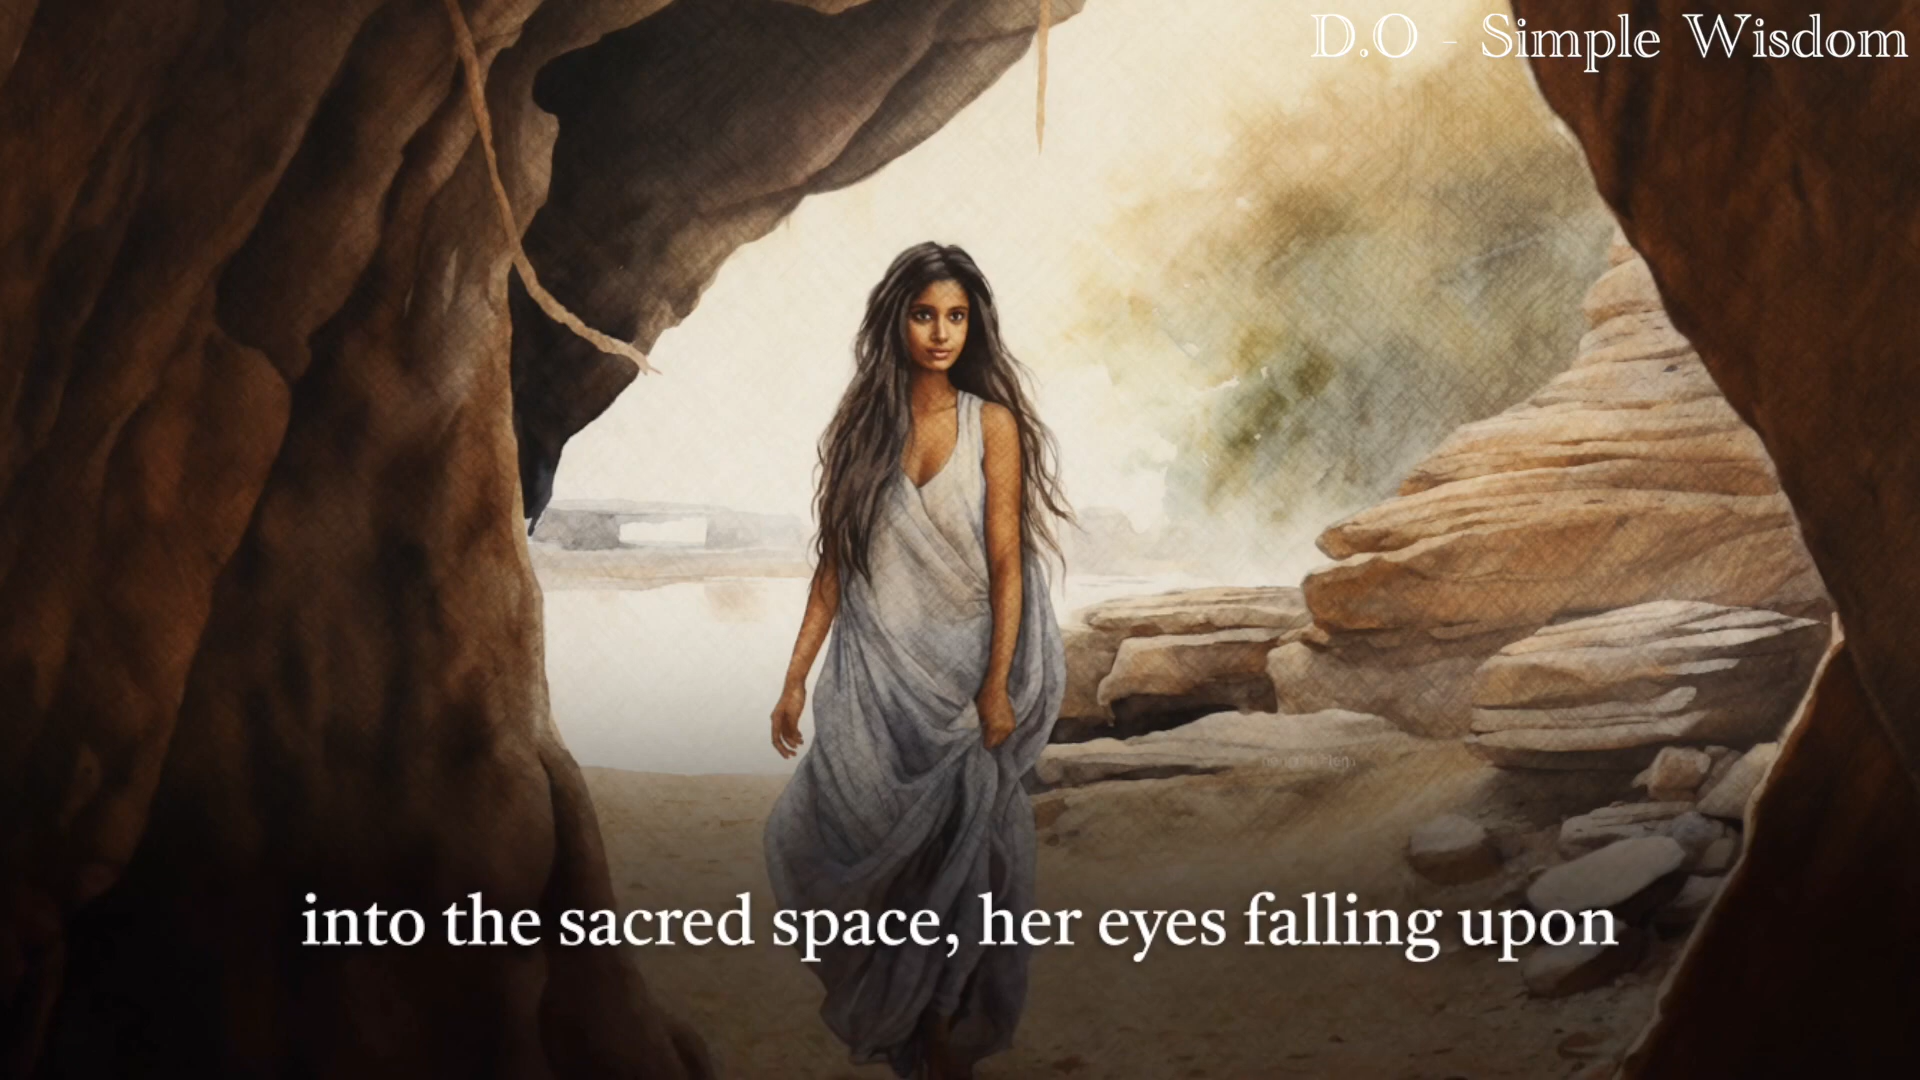 D.O - Simple Wisdom
into the sacred space, her eyes falling upon